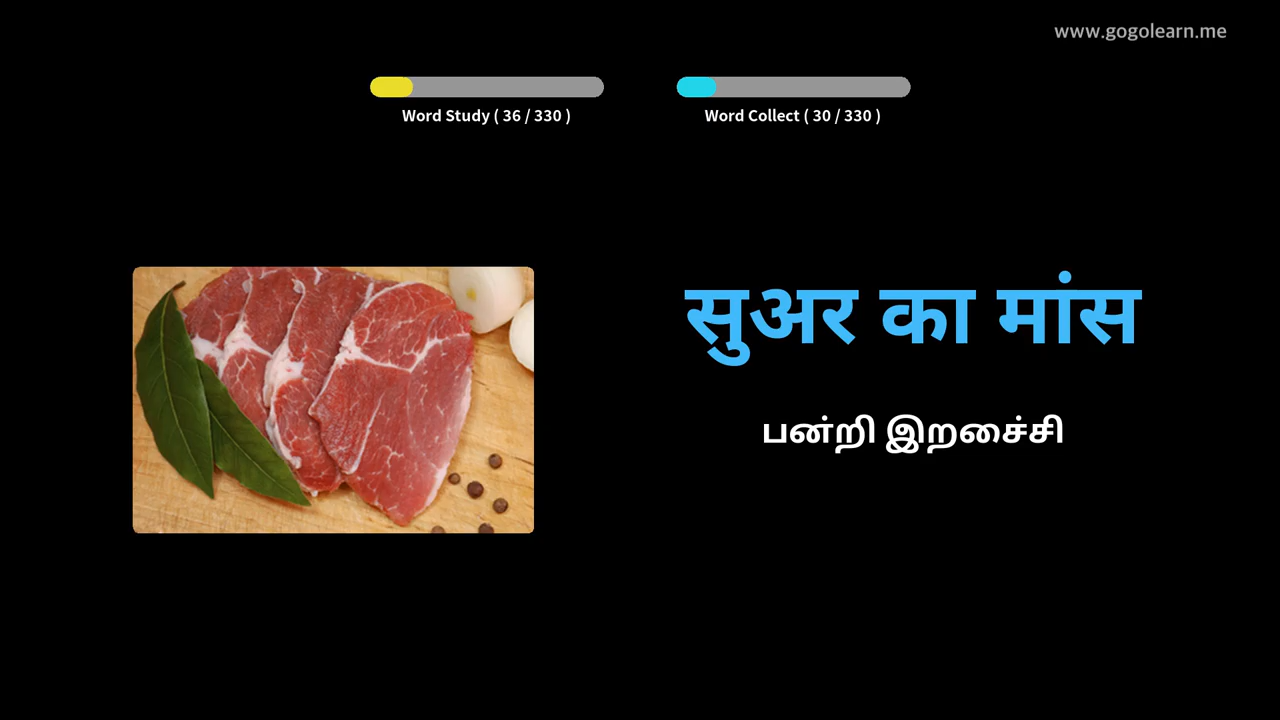 www.gogolearn.me
Word Study ( 36 / 330 )
Word Collect ( 30 / 330 )
सुअर का मांस
பன்றி இறைச்சி